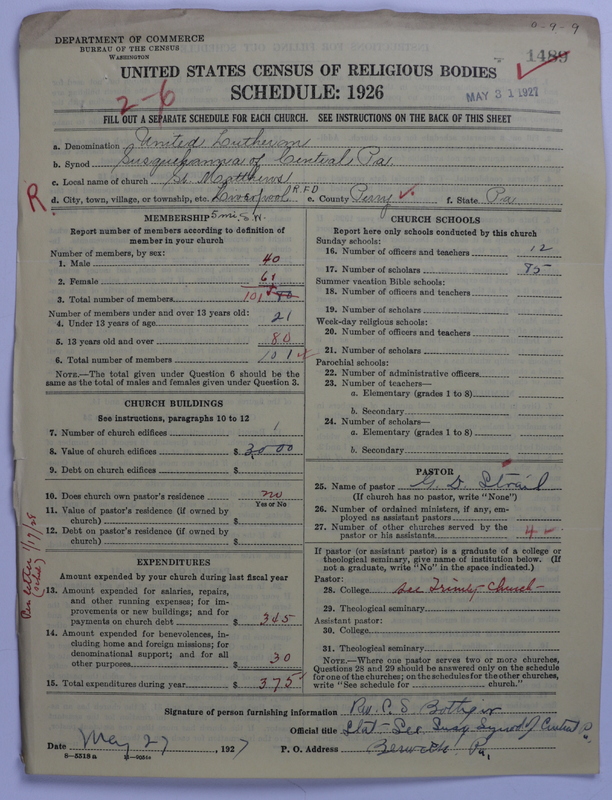 0-9-9
DEPARTMENT OF COMMERCE
BUREAU OF THE CENSUS
WASHINGTON
1489
UNITED STATES CENSUS OF RELIGIOUS BODIES
SCHEDULE: 1926
MAY 31 1927
2-6
FILL OUT A SEPARATE SCHEDULE FOR EACH CHURCH. SEE INSTRUCTIONS ON THE BACK OF THIS SHEET
a. Denomination United Lutheran
b. Synod Susquehanna of Central Pa.
c. Local name of church St. Matthews
R d. City, town, village, or township, etc. Liverpool R.F.D e. County Perry f. State Pa
5 mi. S.W.
MEMBERSHIP
Report number of members according to definition of member in your church
Number of members, by sex:
1. Male 40
2. Female 61
3. Total number of members 101 80
Number of members under and over 13 years old:
4. Under 13 years of age 21
5. 13 years old and over 80
6. Total number of members 101
NOTE.—The total given under Question 6 should be the same as the total of males and females given under Question 3.
CHURCH BUILDINGS
See instructions, paragraphs 10 to 12
7. Number of church edifices 1
8. Value of church edifices $ 3,000
9. Debt on church edifices $
10. Does church own pastor's residence no
Yes or No
11. Value of pastor's residence (if owned by church) $
12. Debt on pastor's residence (if owned by church) $
Per letter 1/17/28
EXPENDITURES
Amount expended by your church during last fiscal year
13. Amount expended for salaries, repairs, and other running expenses; for improvements or new buildings; and for payments on church debt $ 345
14. Amount expended for benevolences, including home and foreign missions; for denominational support; and for all other purposes $ 30
15. Total expenditures during year $ 375
CHURCH SCHOOLS
Report here only schools conducted by this church
Sunday schools:
16. Number of officers and teachers 12
17. Number of scholars 85
Summer vacation Bible schools:
18. Number of officers and teachers
19. Number of scholars
Week-day religious schools:
20. Number of officers and teachers
21. Number of scholars
Parochial schools:
22. Number of administrative officers
23. Number of teachers—
a. Elementary (grades 1 to 8)
b. Secondary
24. Number of scholars—
a. Elementary (grades 1 to 8)
b. Secondary
PASTOR
25. Name of pastor G. D. Strail
(If church has no pastor, write "None")
26. Number of ordained ministers, if any, employed as assistant pastors
27. Number of other churches served by the pastor or his assistants 4
If pastor (or assistant pastor) is a graduate of a college or theological seminary, give name of institution below. (If not a graduate, write "No" in the space indicated.)
Pastor:
28. College see Trinity Church
29. Theological seminary
Assistant pastor:
30. College
31. Theological seminary
NOTE.—Where one pastor serves two or more churches, Questions 28 and 29 should be answered only on the schedule for one of the churches; on the schedules for the other churches, write "See schedule for ........ church."
Signature of person furnishing information Rev. C. S. Bottiger
Official title Stat-Sec Susq Synod of Central Pa.
Date May 27, 1927 P. O. Address Berwick Pa.
8-5518a